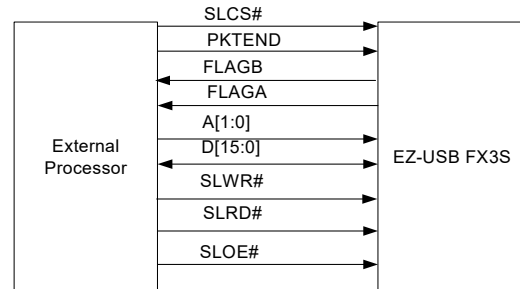 SLCS#
PKTEND
FLAGB
FLAGA
A[1:0]
D[15:0]
External
Processor
EZ-USB FX3S
SLWR#
SLRD#
SLOE#